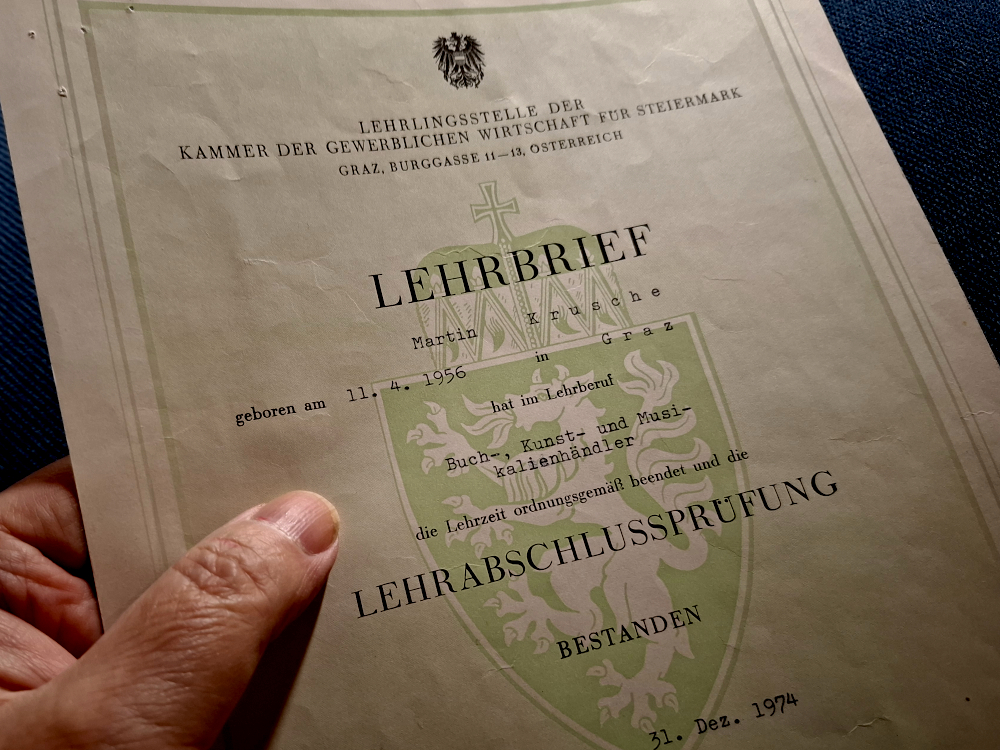 LEHRLINGSSTELLE DER
KAMMER DER GEWERBLICHEN WIRTSCHAFT FÜR STEIERMARK
GRAZ, BURGGASSE 11—13, ÖSTERREICH
LEHRBRIEF
Martin Krusche
geboren am 11. 4. 1956 in Graz
hat im Lehrberuf
Buch-, Kunst- und Musi-
kalienhändler
die Lehrzeit ordnungsgemäß beendet und die
LEHRABSCHLUSSPRÜFUNG
BESTANDEN
31. Dez. 1974